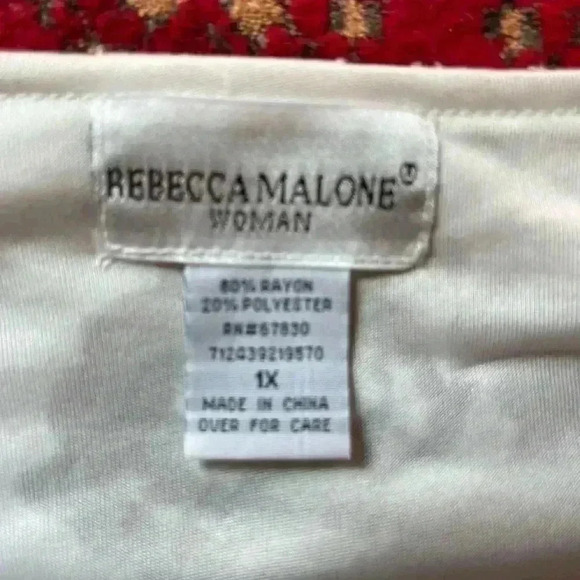 REBECCA MALONE®
WOMAN
80% RAYON
20% POLYESTER
RN#67830
712G39219570
1X
MADE IN CHINA
OVER FOR CARE